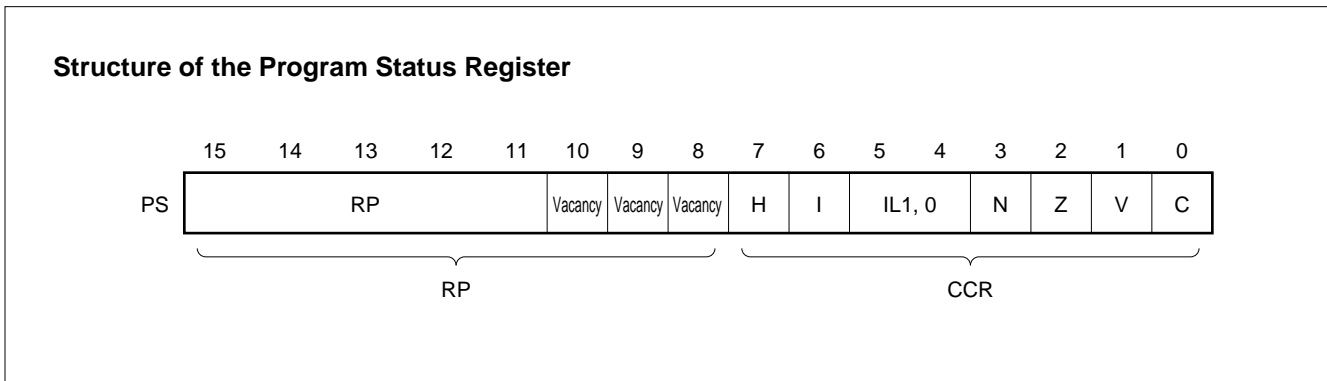 Structure of the Program Status Register
15 14 13 12 11 10 9 8 7 6 5 4 3 2 1 0
PS RP Vacancy Vacancy Vacancy H I IL1, 0 N Z V C
RP CCR